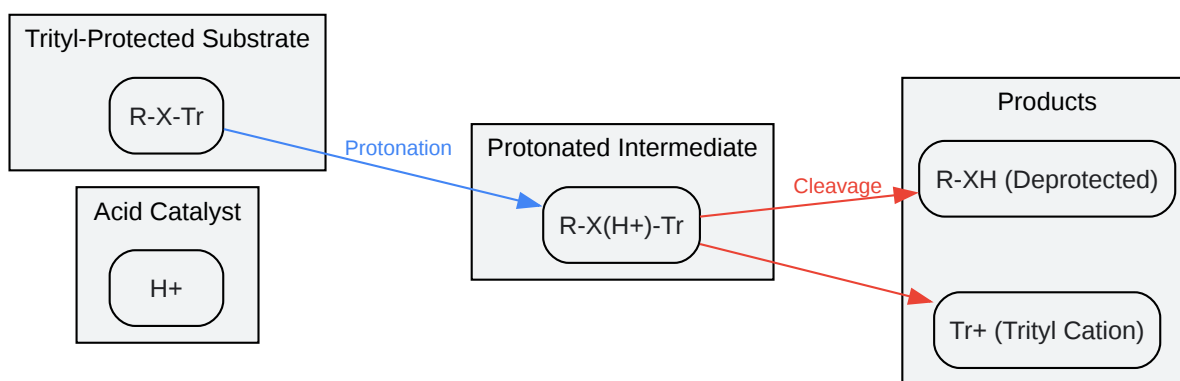 Trityl-Protected Substrate
R-X-Tr
Acid Catalyst
H+
Protonation
Protonated Intermediate
R-X(H+)-Tr
Cleavage
Products
R-XH (Deprotected)
Tr+ (Trityl Cation)